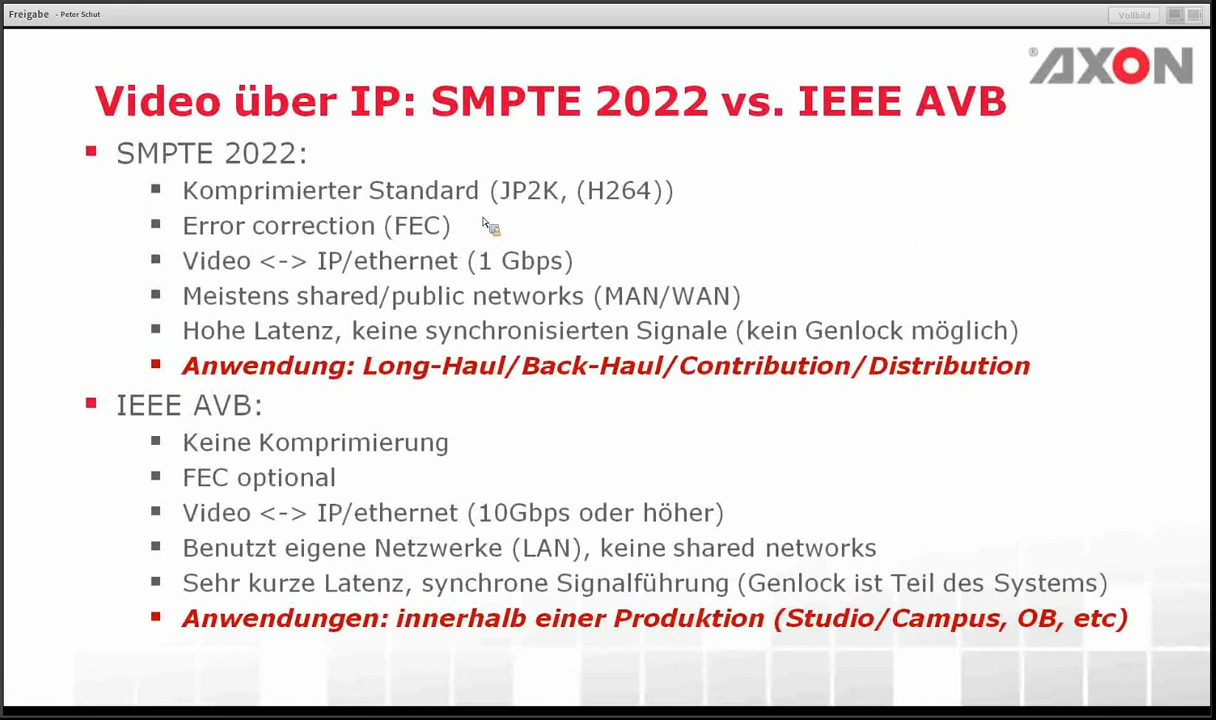 Freigabe - Peter Schut
Vollbild
® AXON
Video über IP: SMPTE 2022 vs. IEEE AVB
SMPTE 2022:
Komprimierter Standard (JP2K, (H264))
Error correction (FEC)
Video <-> IP/ethernet (1 Gbps)
Meistens shared/public networks (MAN/WAN)
Hohe Latenz, keine synchronisierten Signale (kein Genlock möglich)
Anwendung: Long-Haul/Back-Haul/Contribution/Distribution
IEEE AVB:
Keine Komprimierung
FEC optional
Video <-> IP/ethernet (10Gbps oder höher)
Benutzt eigene Netzwerke (LAN), keine shared networks
Sehr kurze Latenz, synchrone Signalführung (Genlock ist Teil des Systems)
Anwendungen: innerhalb einer Produktion (Studio/Campus, OB, etc)